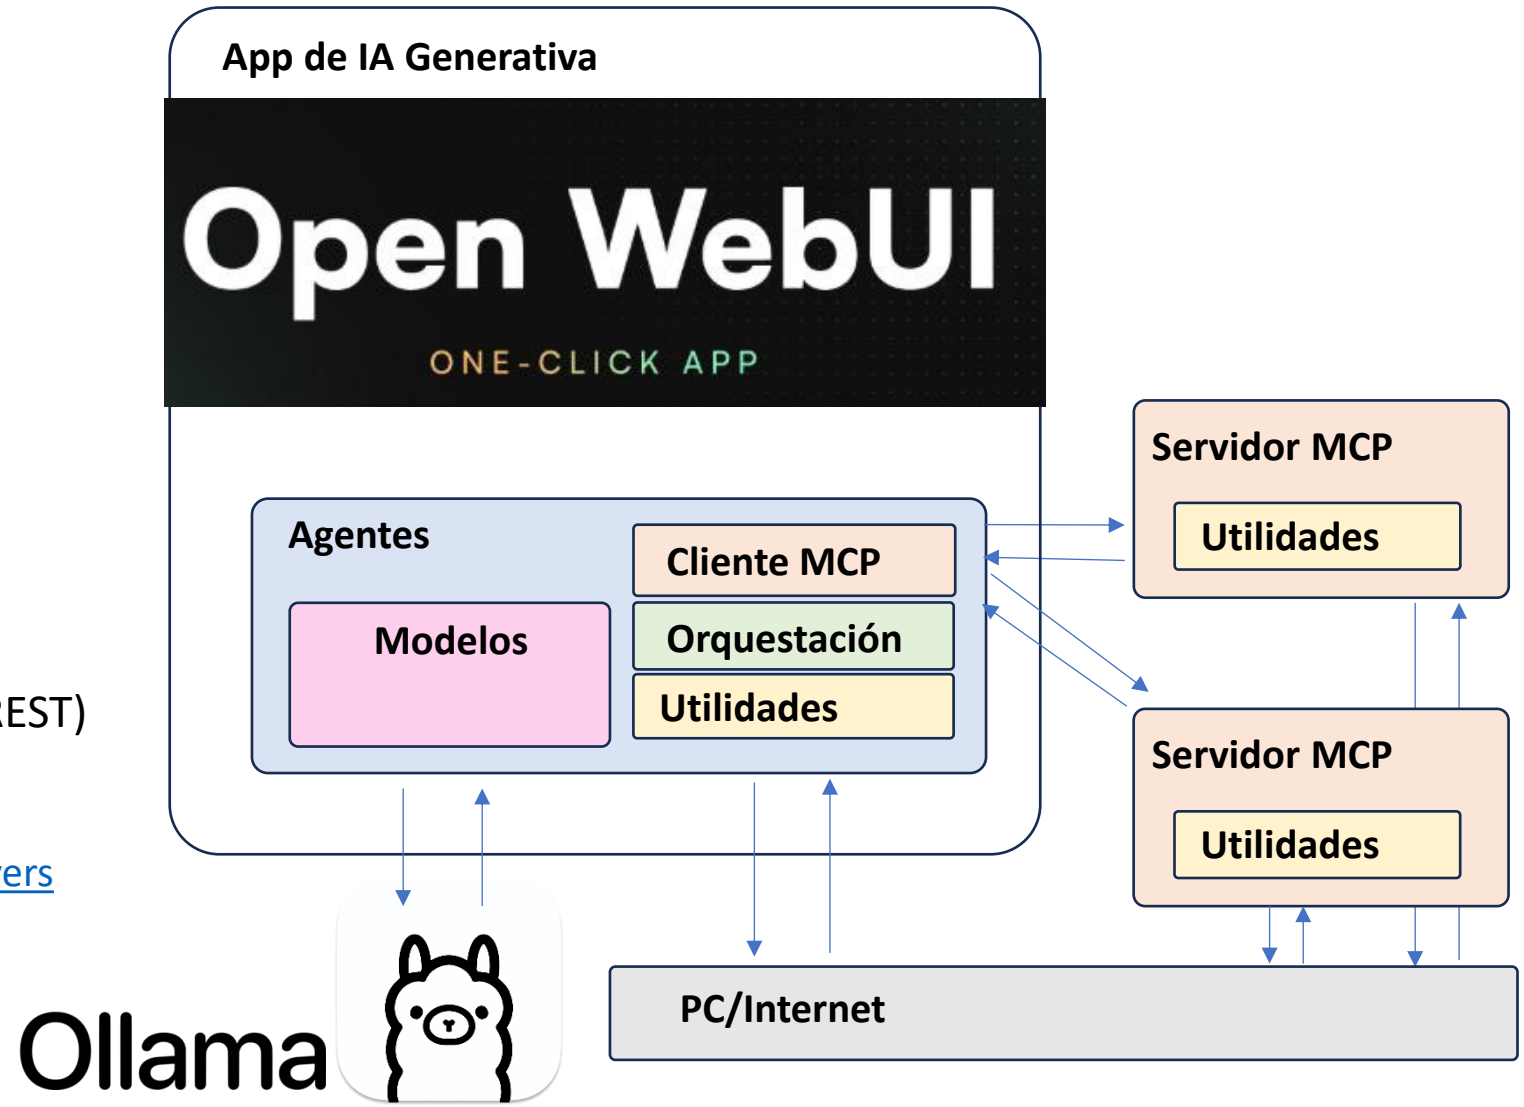 App de IA Generativa
Open WebUI
ONE-CLICK APP
Servidor MCP
Utilidades
Agentes
Cliente MCP
Modelos
Orquestación
Utilidades
REST)
Servidor MCP
Utilidades
PC/Internet
Ollama